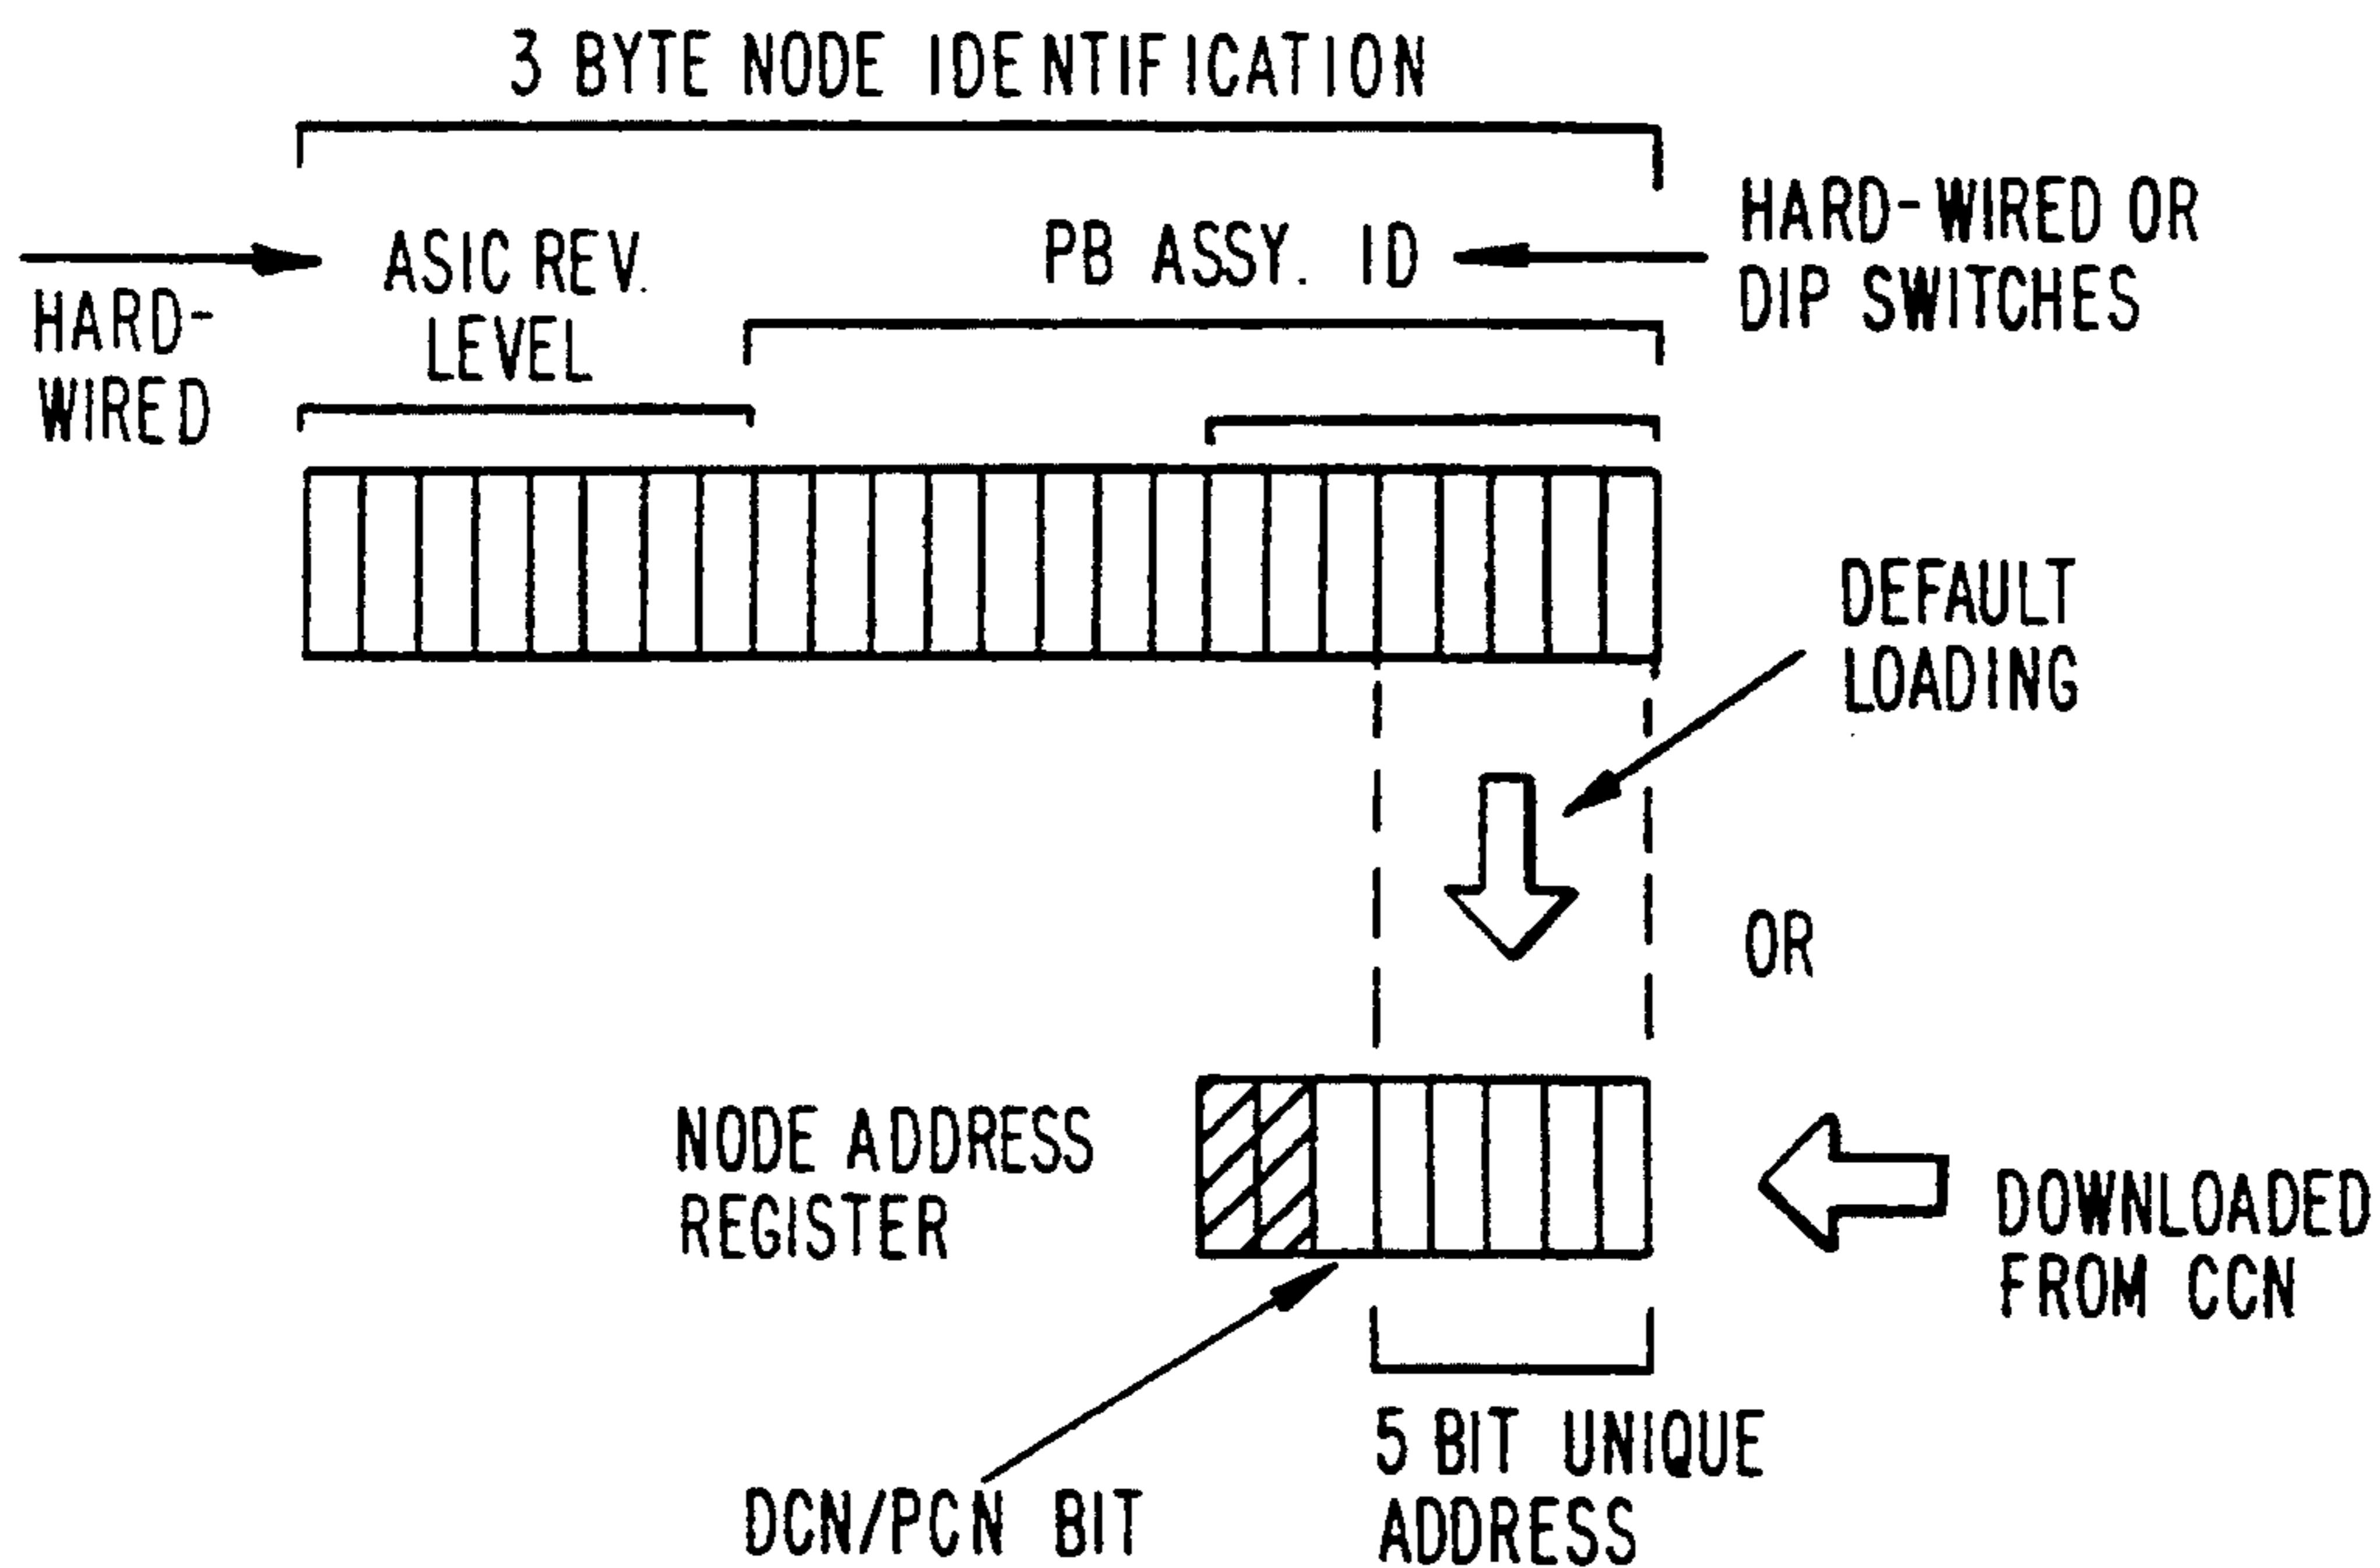 3 BYTE NODE IDENTIFICATION
HARD-
WIRED
ASIC REV.
LEVEL
PB ASSY. ID
HARD-WIRED OR
DIP SWITCHES
DEFAULT
LOADING
OR
NODE ADDRESS
REGISTER
DOWNLOADED
FROM CCN
DCN/PCN BIT
5 BIT UNIQUE
ADDRESS